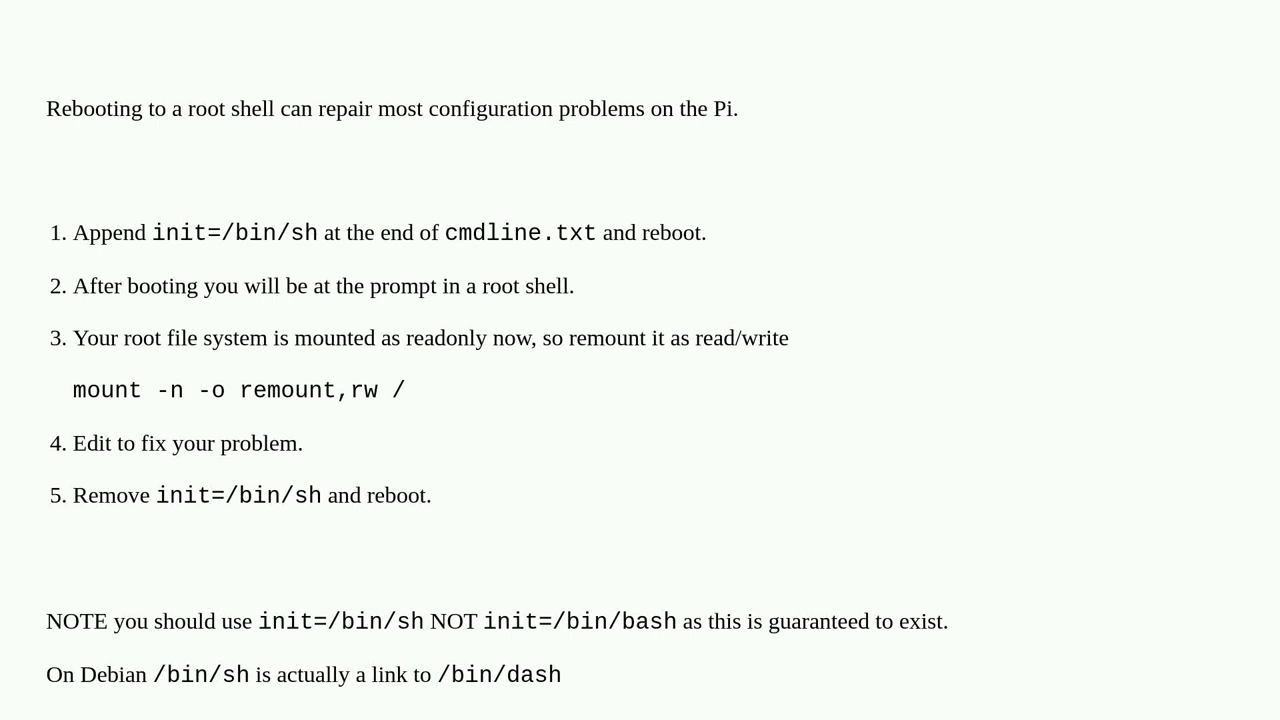 Rebooting to a root shell can repair most configuration problems on the Pi.
1. Append init=/bin/sh at the end of cmdline.txt and reboot.
2. After booting you will be at the prompt in a root shell.
3. Your root file system is mounted as readonly now, so remount it as read/write
mount -n -o remount,rw /
4. Edit to fix your problem.
5. Remove init=/bin/sh and reboot.
NOTE you should use init=/bin/sh NOT init=/bin/bash as this is guaranteed to exist.
On Debian /bin/sh is actually a link to /bin/dash